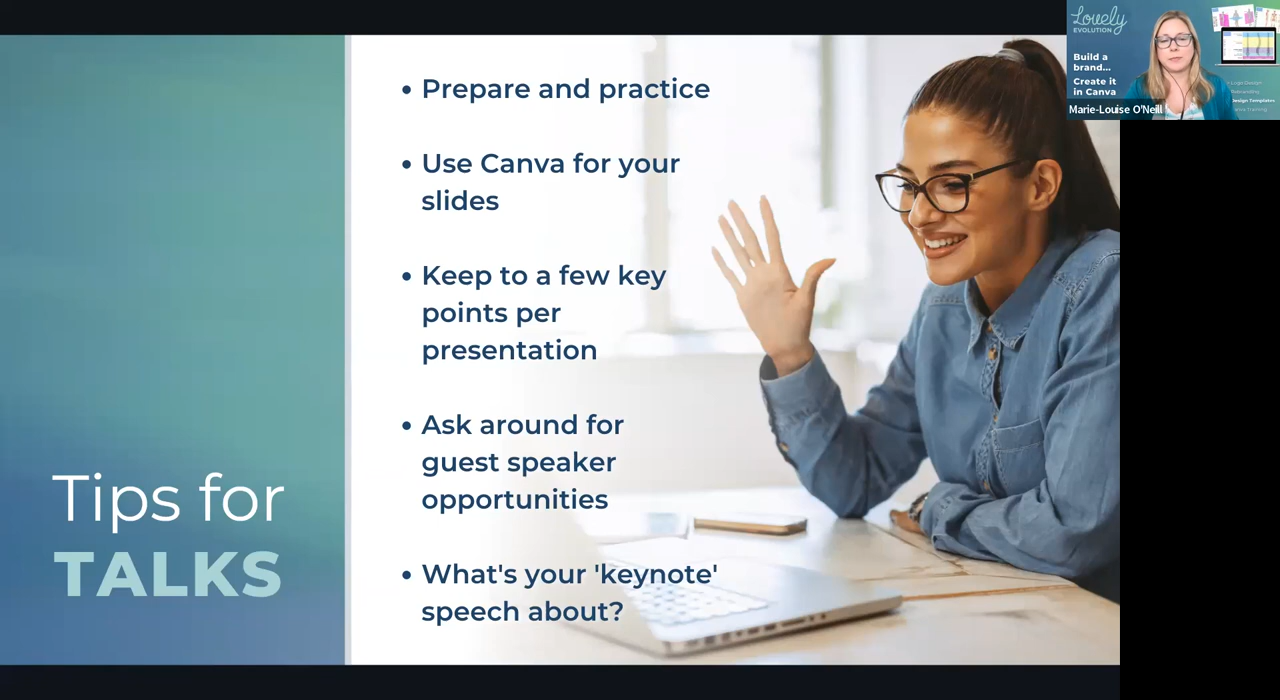 Tips for
TALKS
• Prepare and practice
• Use Canva for your
slides
• Keep to a few key
points per
presentation
• Ask around for
guest speaker
opportunities
• What's your 'keynote'
speech about?
Lovely
EVOLUTION
Build a
brand...
Create it
in Canva
Design Templates
Marie-Louise O'Neill